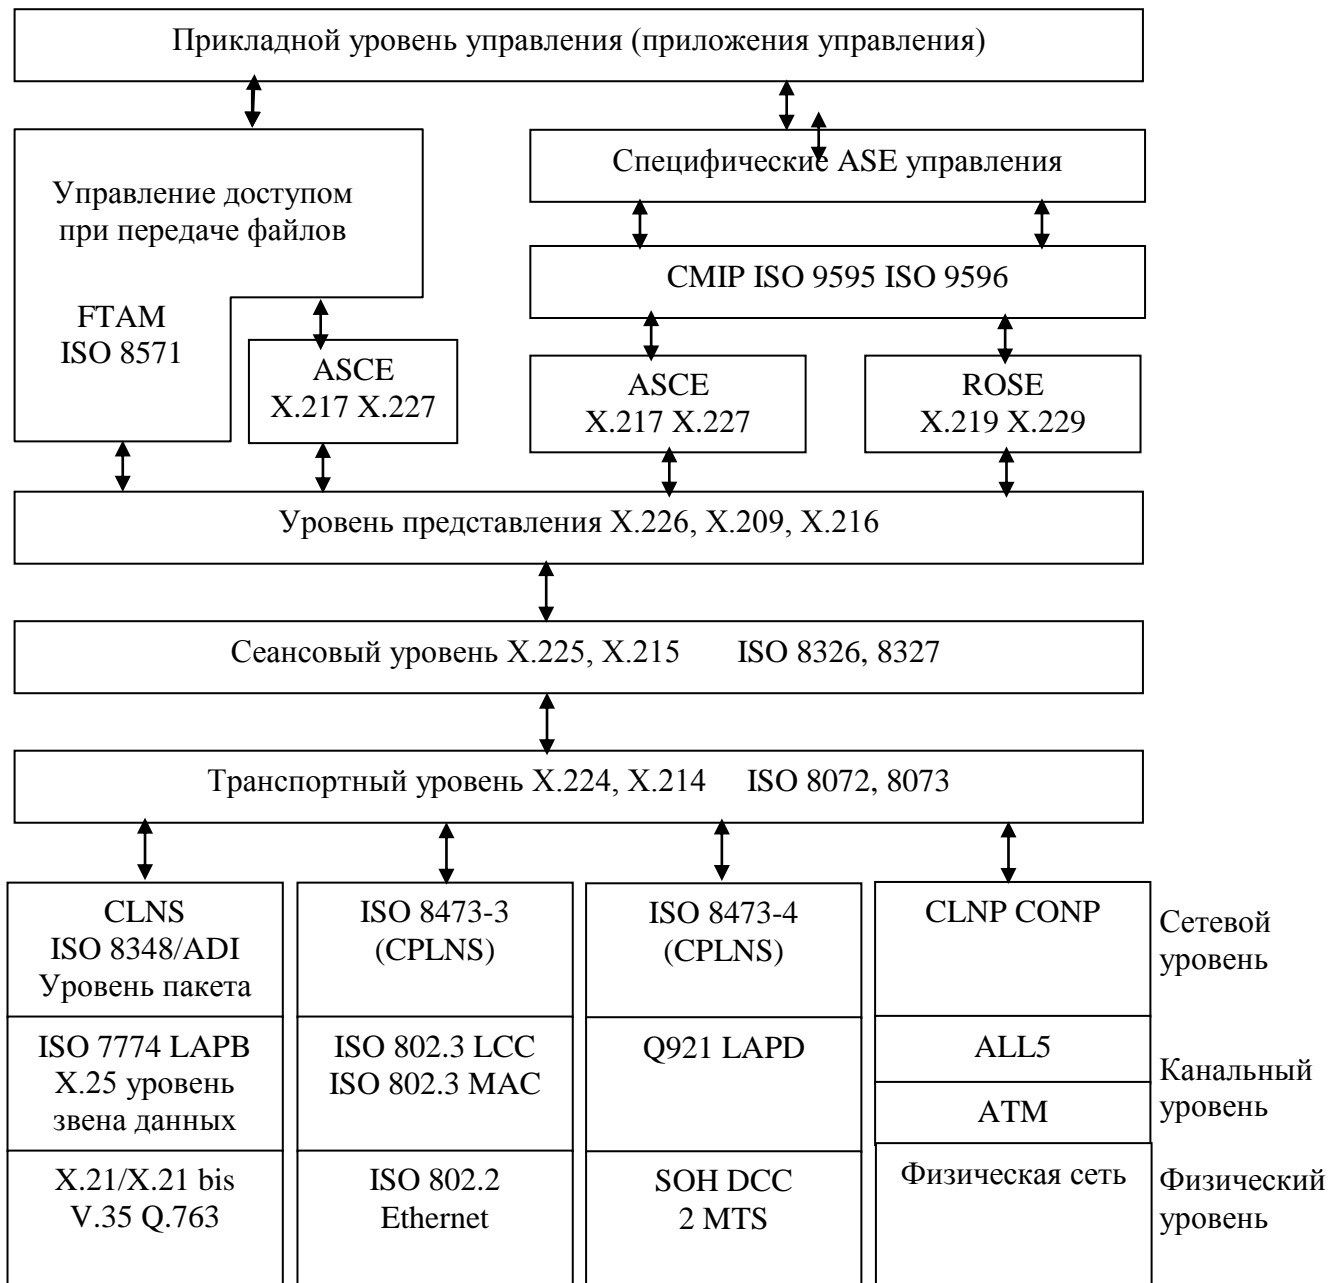 Прикладной уровень управления (приложения управления)
Управление доступом
при передаче файлов
FTAM
ISO 8571
ASCE
X.217 X.227
Специфические ASE управления
CMIP ISO 9595 ISO 9596
ASCE
X.217 X.227
ROSE
X.219 X.229
Уровень представления X.226, X.209, X.216
Сеансовый уровень X.225, X.215 ISO 8326, 8327
Транспортный уровень X.224, X.214 ISO 8072, 8073
CLNS
ISO 8348/ADI
Уровень пакета
ISO 8473-3
(CPLNS)
ISO 8473-4
(CPLNS)
CLNP CONP
Сетевой
уровень
ISO 7774 LAPB
X.25 уровень
звена данных
ISO 802.3 LCC
ISO 802.3 MAC
Q921 LAPD
ALL5
ATM
Канальный
уровень
X.21/X.21 bis
V.35 Q.763
ISO 802.2
Ethernet
SOH DCC
2 MTS
Физическая сеть
Физический
уровень